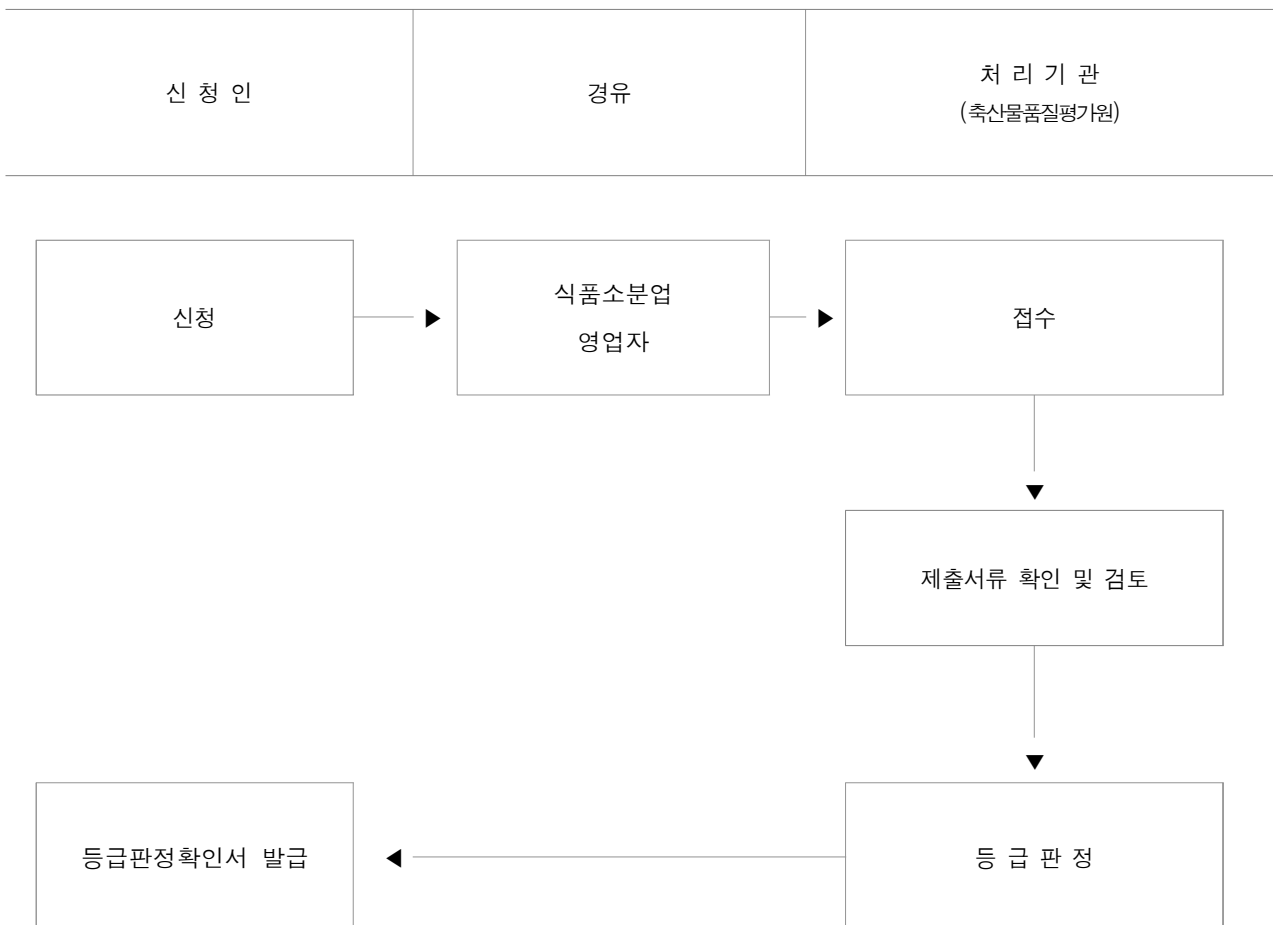 신 청 인
경유
처 리 기 관
(축산물품질평가원)
신청
식품소분업
영업자
접수
제출서류 확인 및 검토
등급판정확인서 발급
등 급 판 정